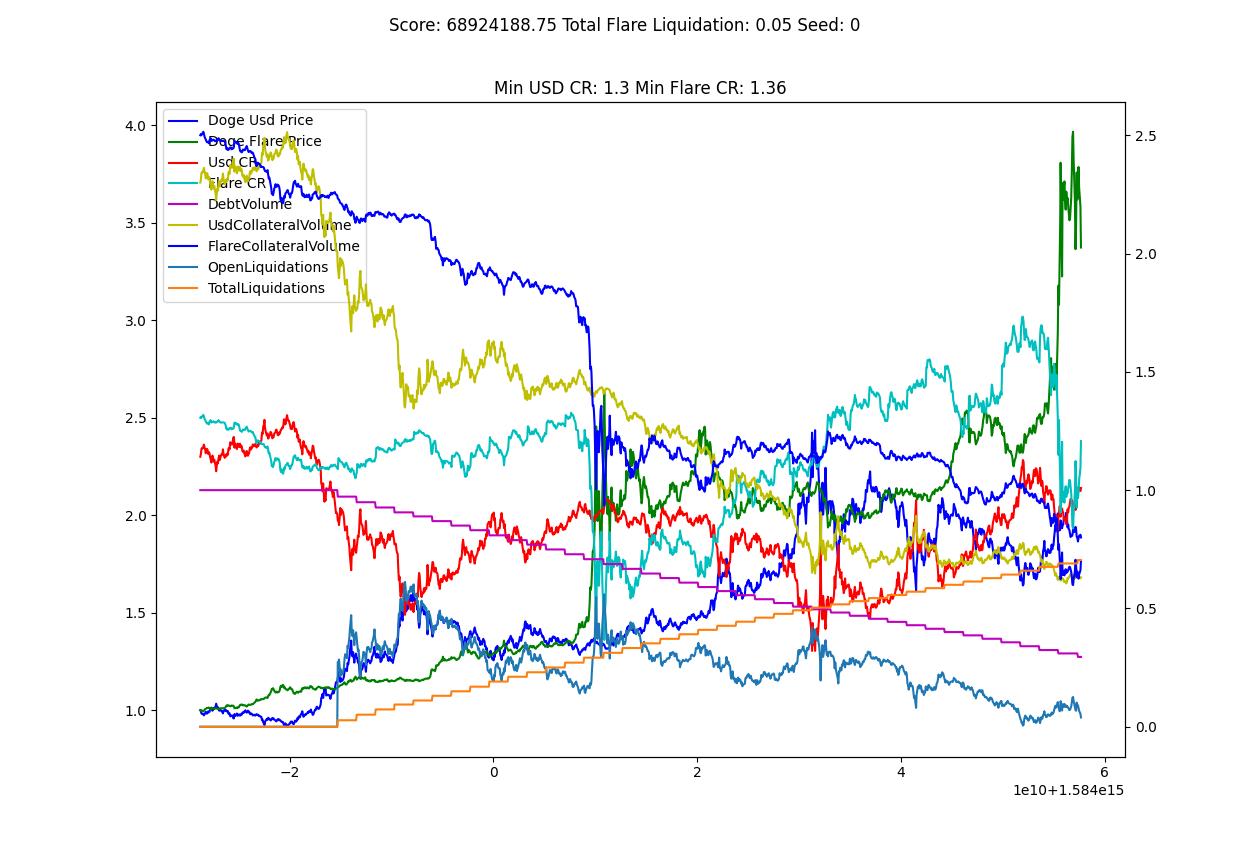 Score: 68924188.75 Total Flare Liquidation: 0.05 Seed: 0
Min USD CR: 1.3 Min Flare CR: 1.36
Doge Usd Price
Doge Flare Price
Usd CR
Flare CR
DebtVolume
UsdCollateralVolume
FlareCollateralVolume
OpenLiquidations
TotalLiquidations
4.0
3.5
3.0
2.5
2.0
1.5
1.0
2.5
2.0
1.5
1.0
0.5
0.0
−2
0
2
4
6
1e10+1.584e15